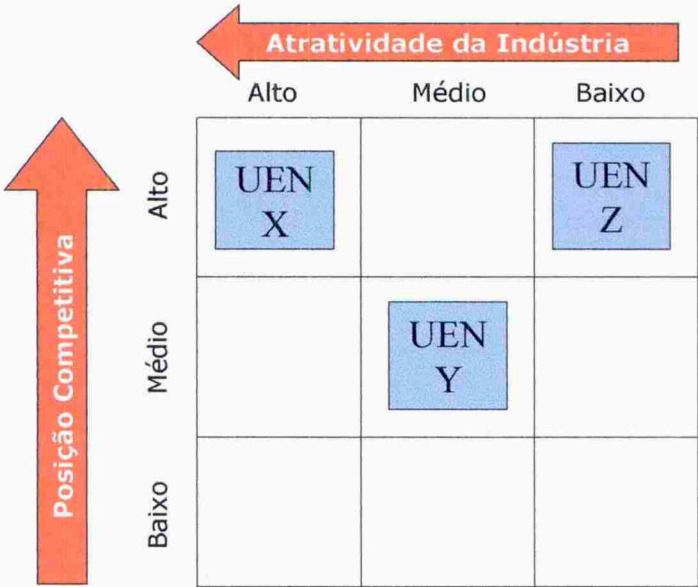 Atratividade da Indústria
Alto Médio Baixo
Posição Competitiva
Alto
UEN
X
UEN
Z
Médio
UEN
Y
Baixo